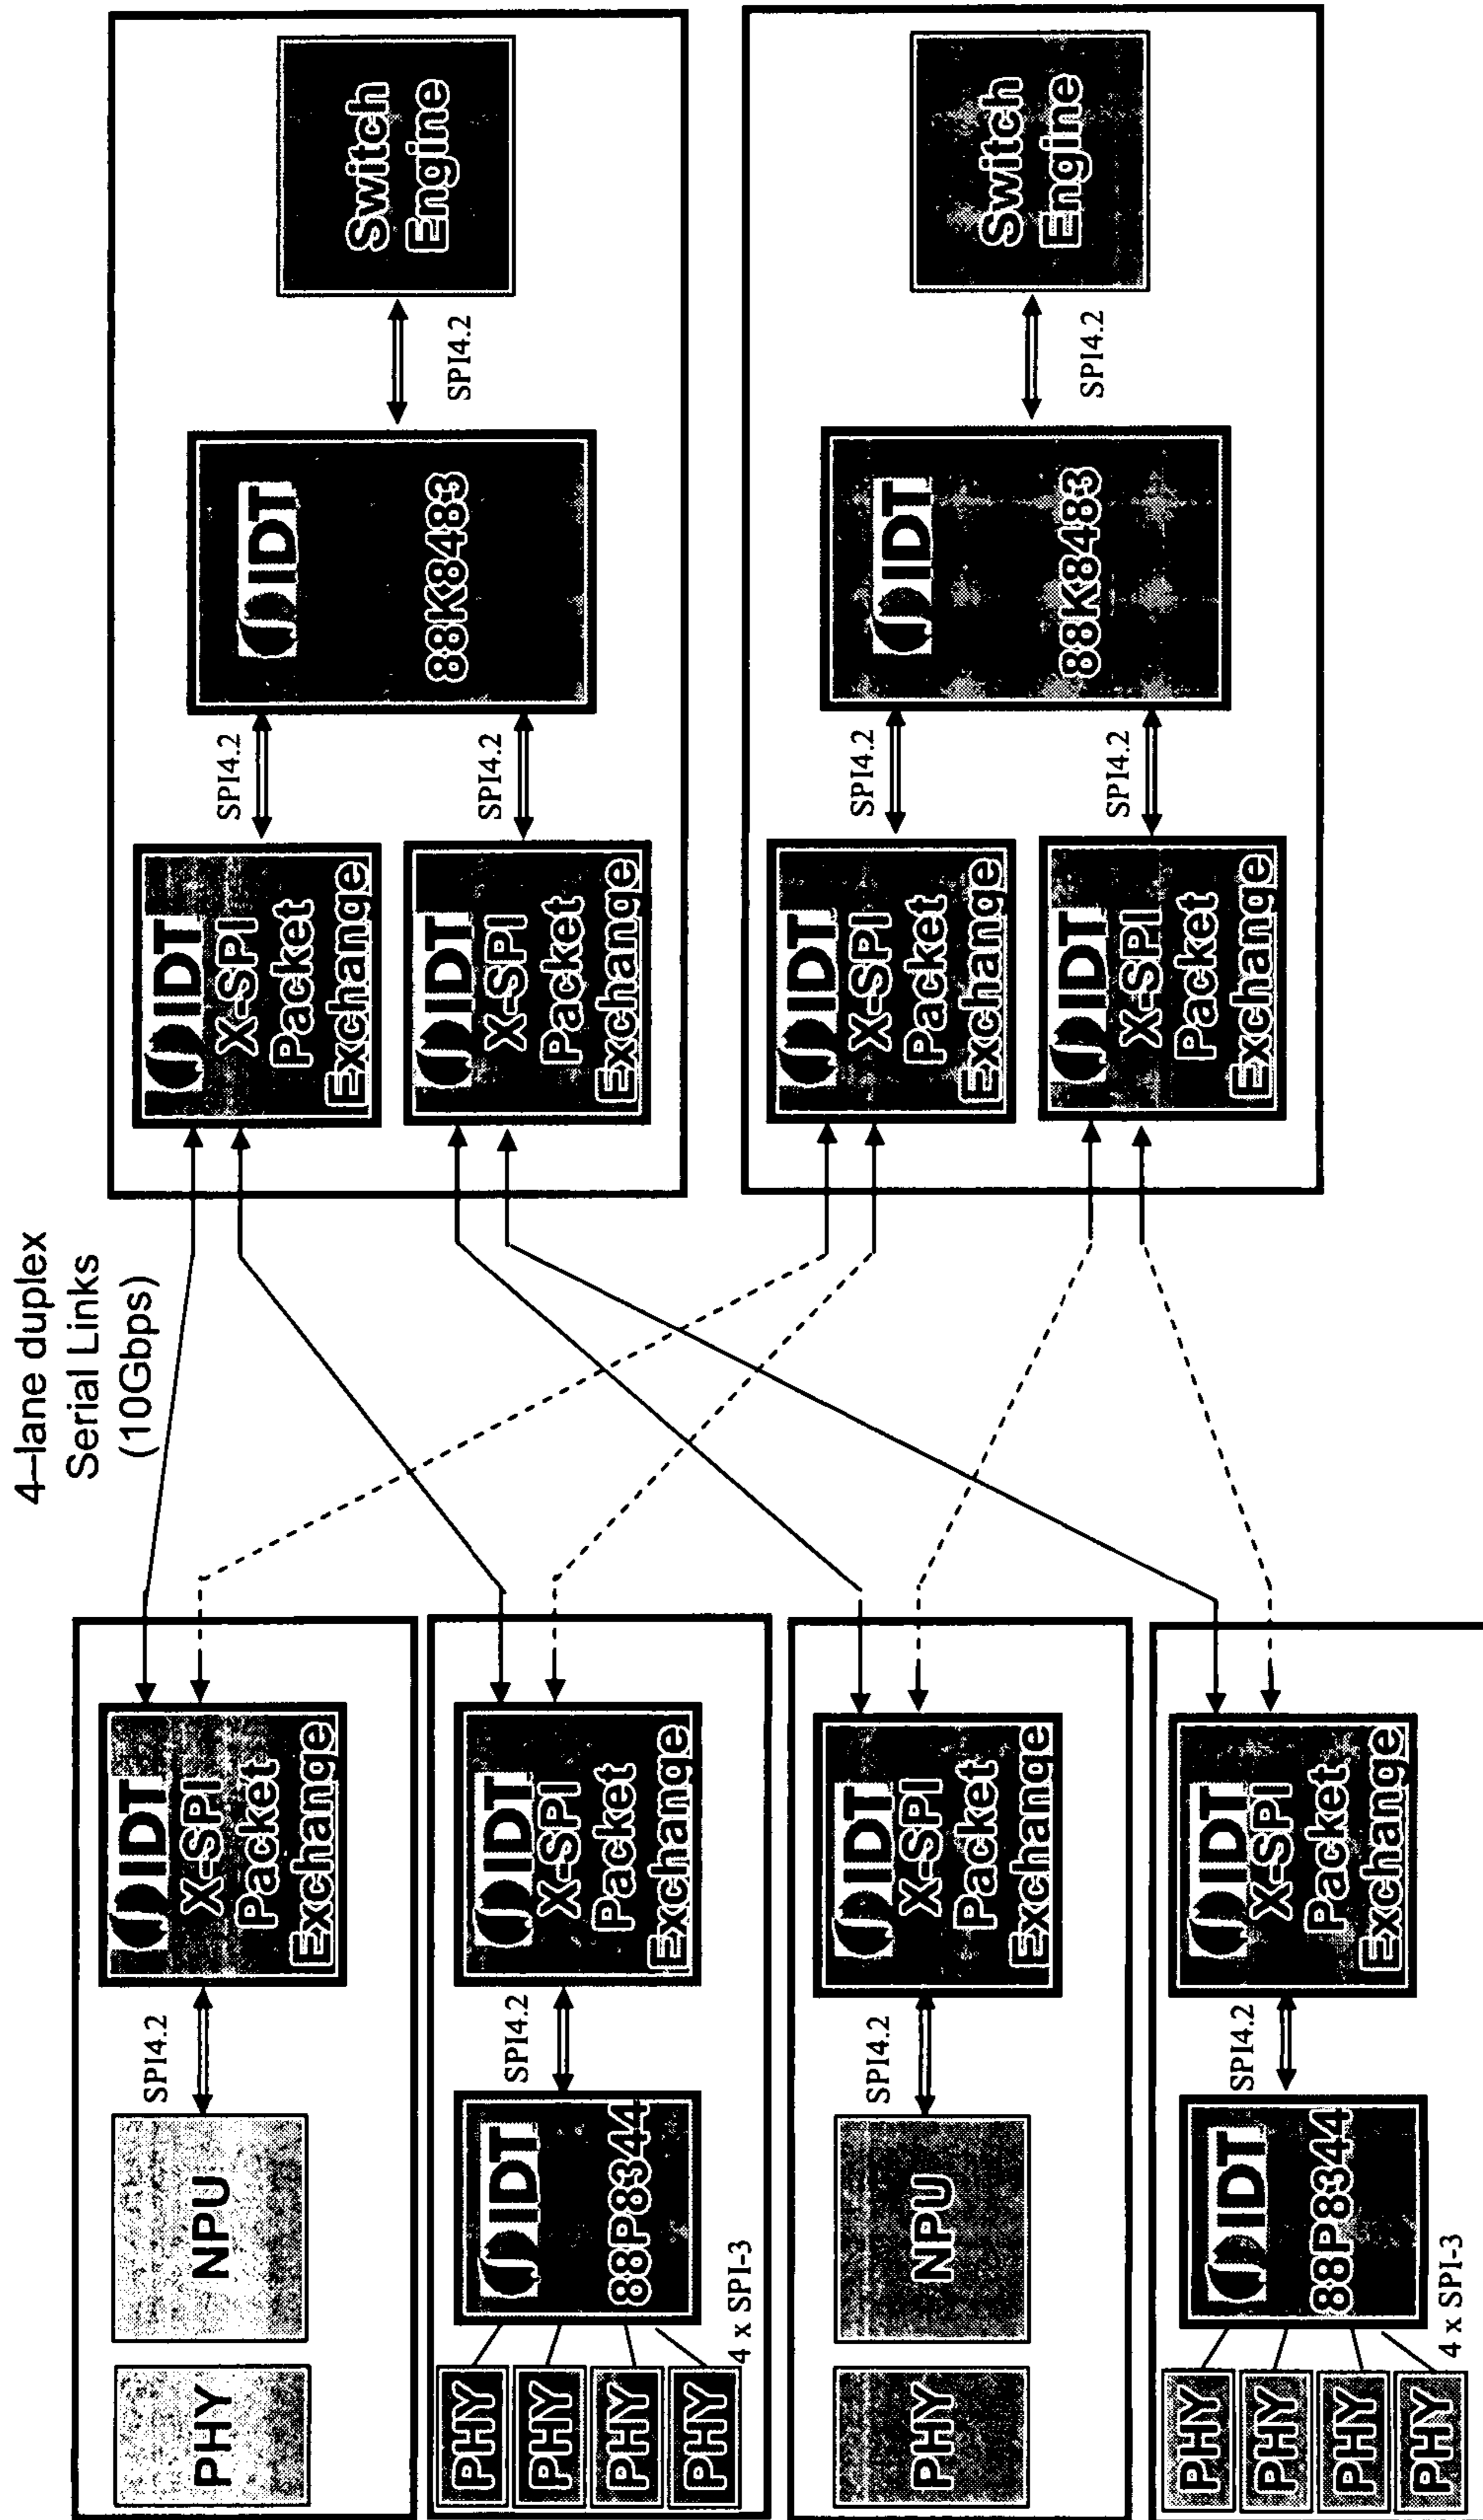 4–lane duplex
Serial Links
(10Gbps)
PHY
NPU
SPI4.2
IDT
X-SPI
Packet
Exchange
PHY
PHY
PHY
PHY
4 x SPI-3
IDT
88P8344
SPI4.2
IDT
X-SPI
Packet
Exchange
PHY
NPU
SPI4.2
IDT
X-SPI
Packet
Exchange
PHY
PHY
PHY
PHY
4 x SPI-3
IDT
88P8344
SPI4.2
IDT
X-SPI
Packet
Exchange
IDT
X-SPI
Packet
Exchange
SPI4.2
IDT
X-SPI
Packet
Exchange
SPI4.2
IDT
88K8483
SPI4.2
Switch
Engine
IDT
X-SPI
Packet
Exchange
SPI4.2
IDT
X-SPI
Packet
Exchange
SPI4.2
IDT
88K8483
SPI4.2
Switch
Engine